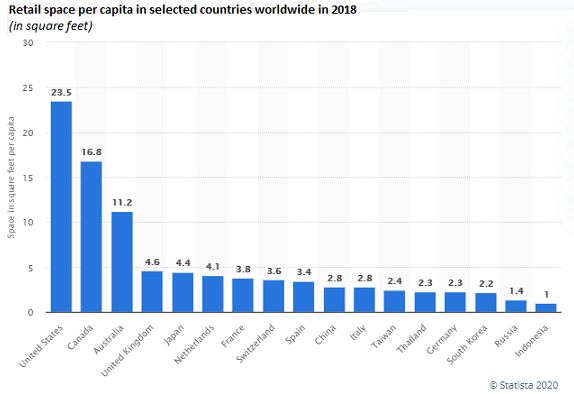 Retail space per capita in selected countries worldwide in 2018
(in square feet)
Space in square feet per capita
30
25
20
15
10
5
0
23.5
16.8
11.2
4.6
4.4
4.1
3.8
3.6
3.4
2.8
2.8
2.4
2.3
2.3
2.2
1.4
1
United States
Canada
Australia
United Kingdom
Japan
Netherlands
France
Switzerland
Spain
China
Italy
Taiwan
Thailand
Germany
South Korea
Russia
Indonesia
© Statista 2020